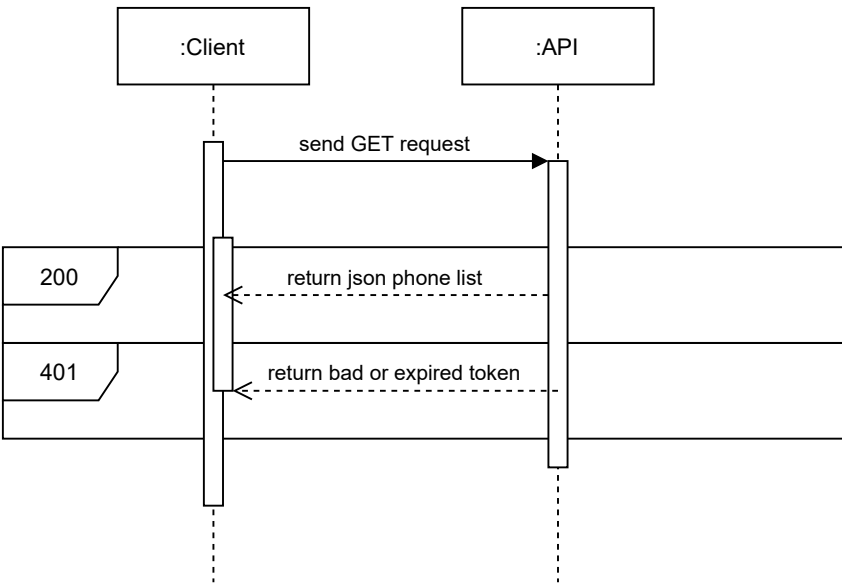 :Client
:API
send GET request
200
return json phone list
401
return bad or expired token